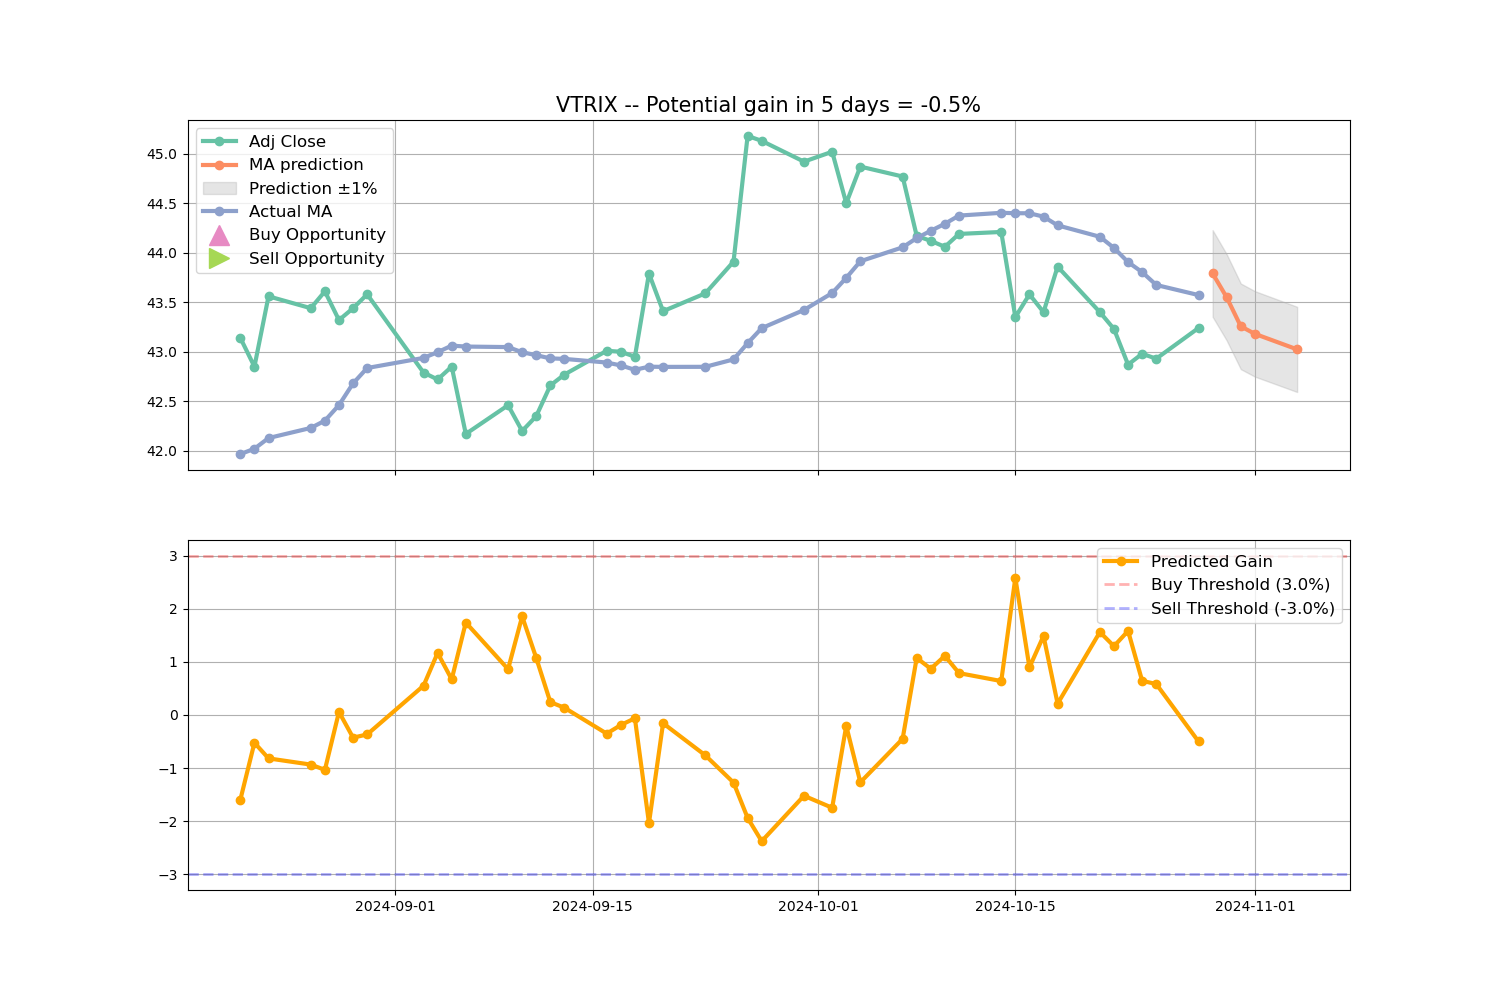 VTRIX -- Potential gain in 5 days = -0.5%
Adj Close
MA prediction
Prediction ±1%
Actual MA
Buy Opportunity
Sell Opportunity
45.0
44.5
44.0
43.5
43.0
42.5
42.0
Predicted Gain
Buy Threshold (3.0%)
Sell Threshold (-3.0%)
3
2
1
0
−1
−2
−3
2024-09-01
2024-09-15
2024-10-01
2024-10-15
2024-11-01